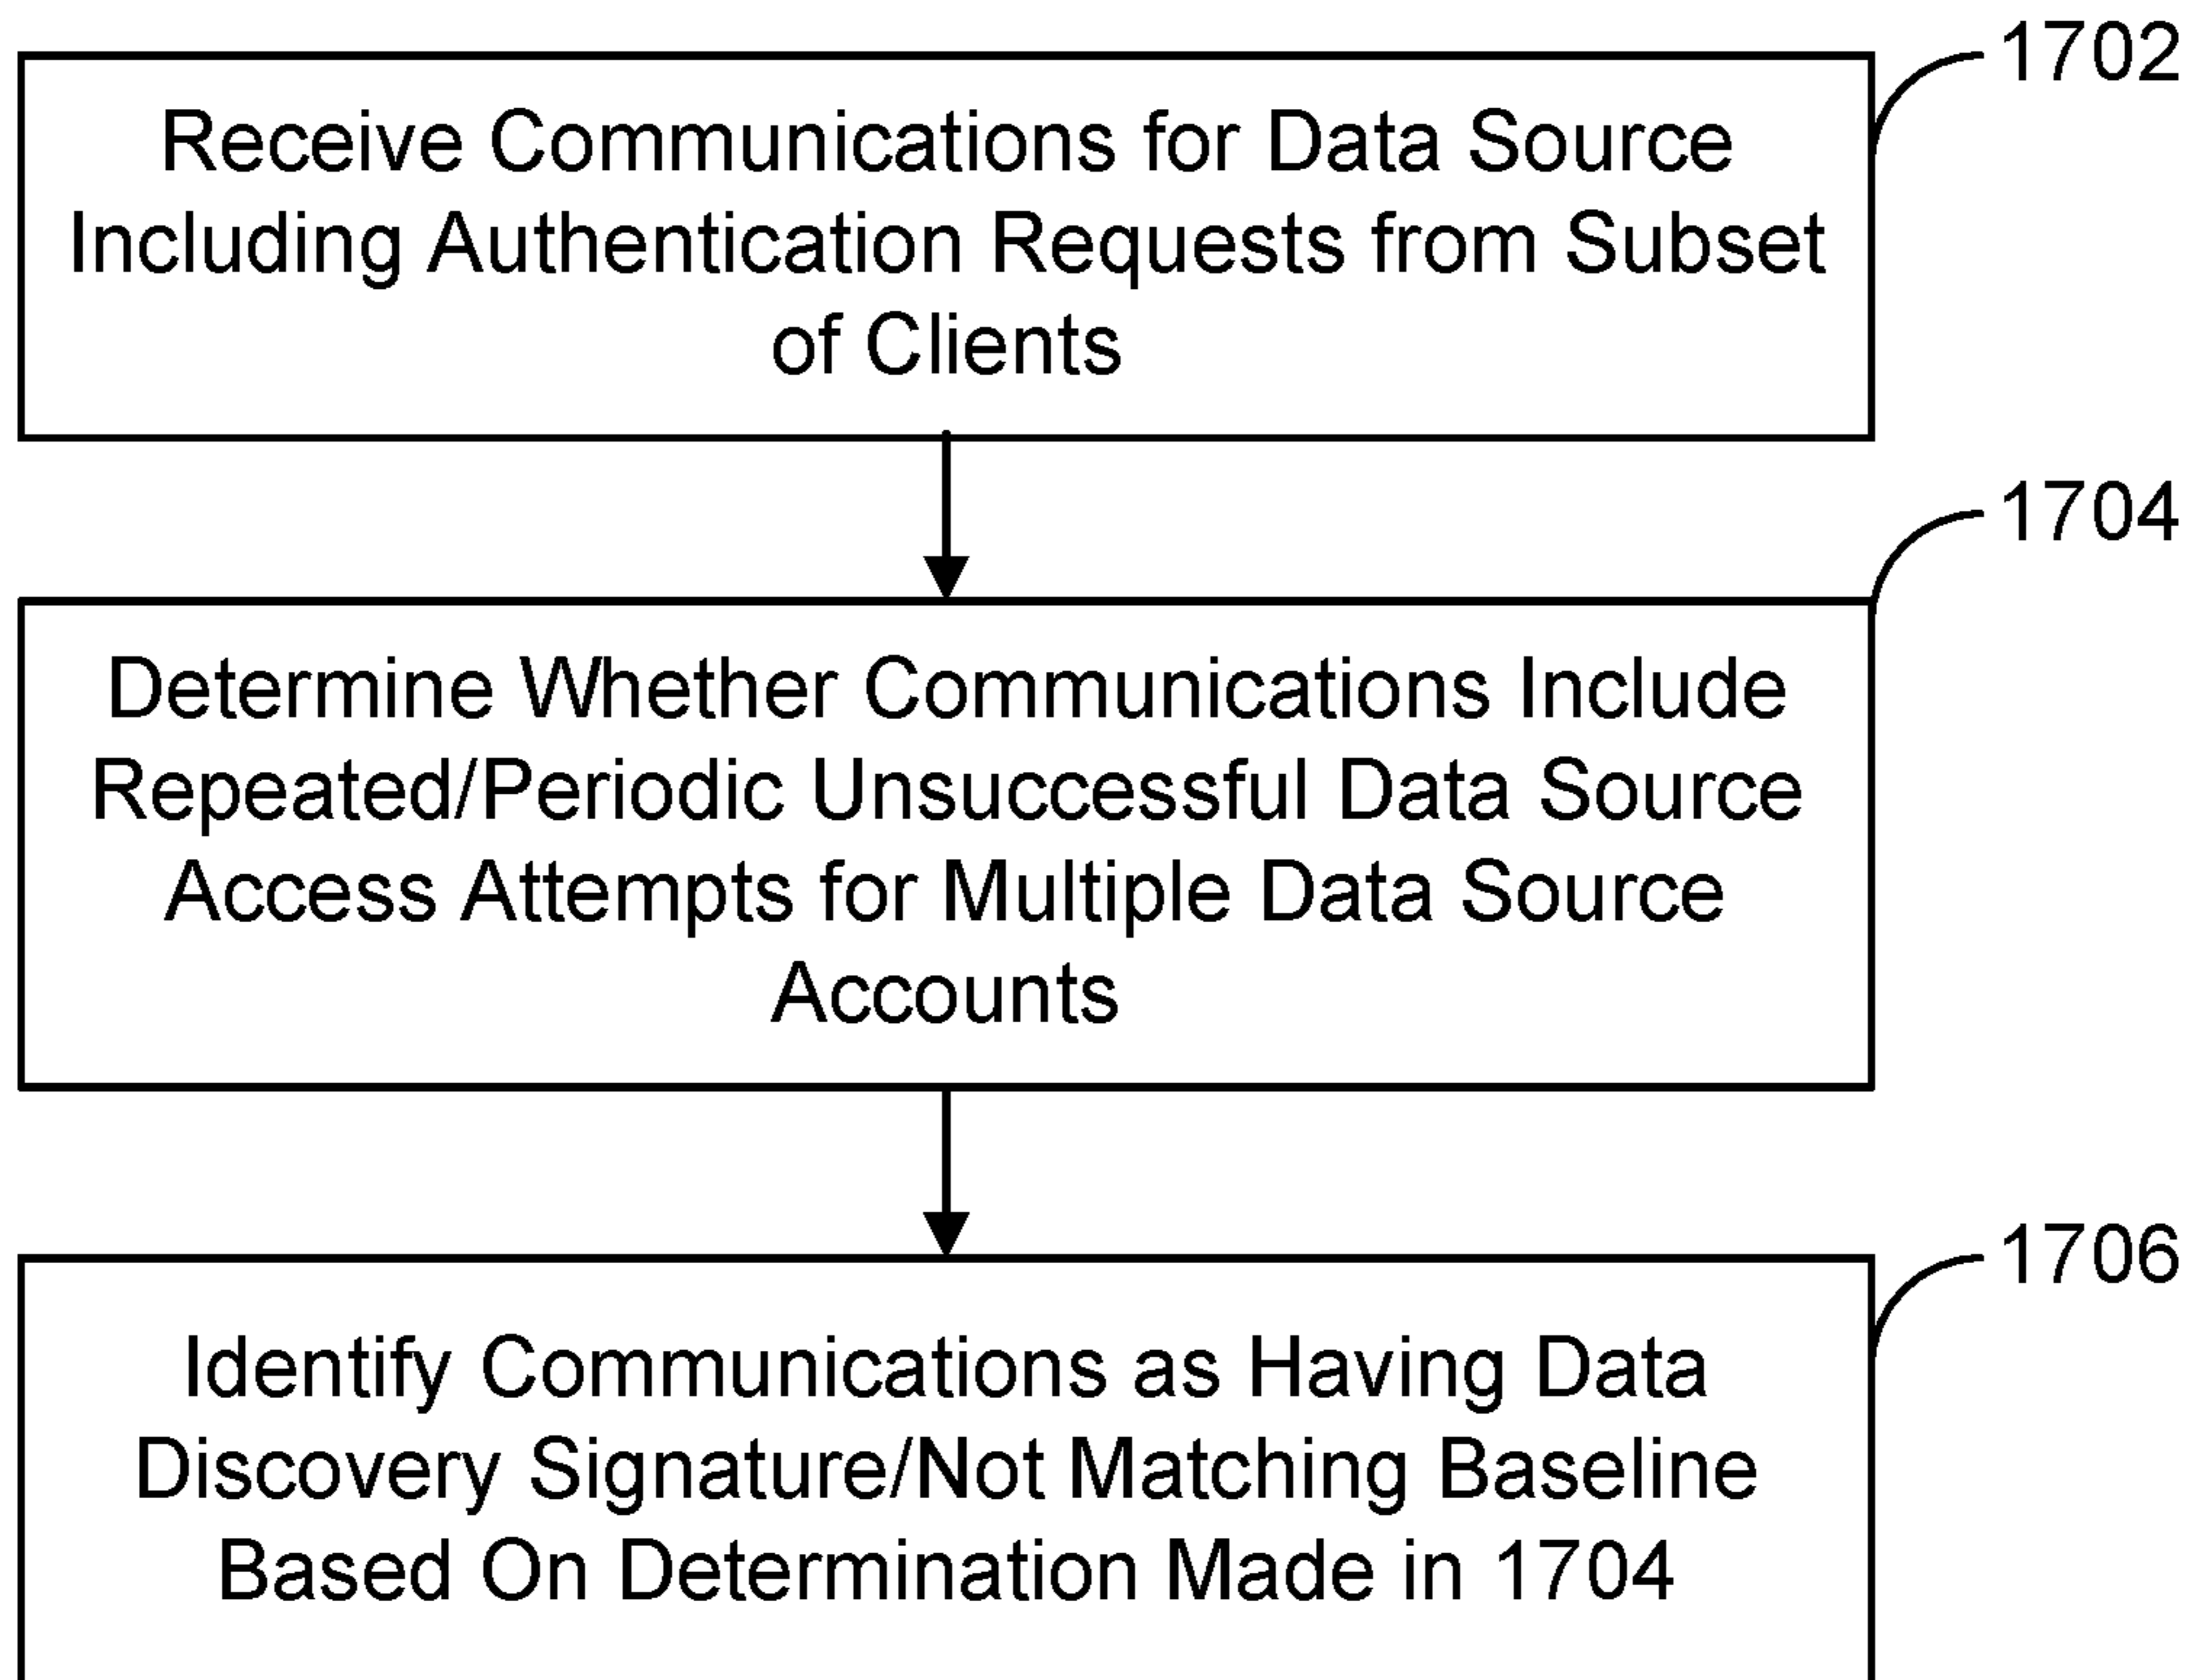 1702
Receive Communications for Data Source
Including Authentication Requests from Subset
of Clients
1704
Determine Whether Communications Include
Repeated/Periodic Unsuccessful Data Source
Access Attempts for Multiple Data Source
Accounts
1706
Identify Communications as Having Data
Discovery Signature/Not Matching Baseline
Based On Determination Made in 1704